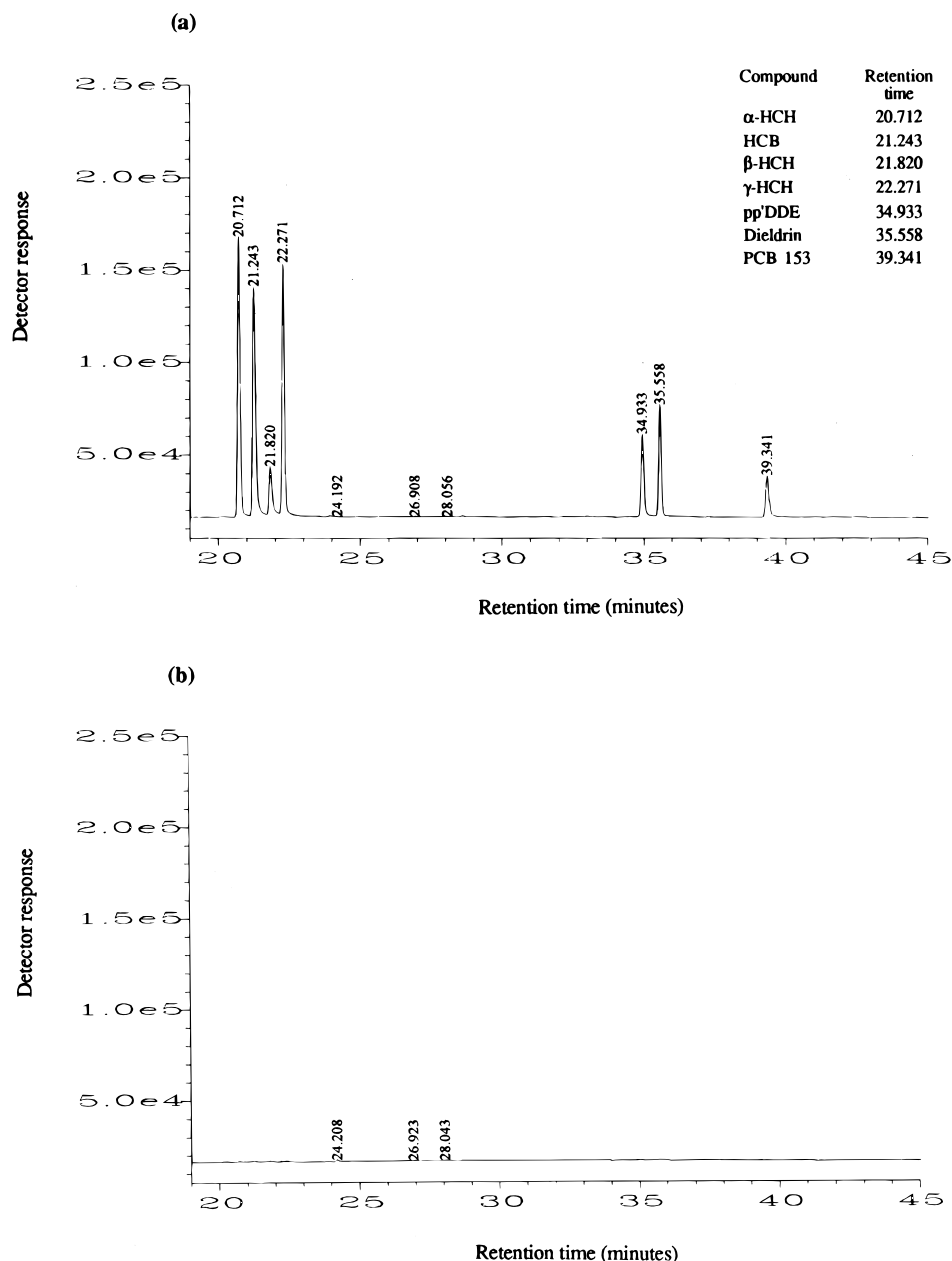 (a)
Compound Retention time
α-HCH 20.712
HCB 21.243
β-HCH 21.820
γ-HCH 22.271
pp'DDE 34.933
Dieldrin 35.558
PCB 153 39.341
Detector response
2.5e5
2.0e5
1.5e5
1.0e5
5.0e4
20.712
21.243
21.820
22.271
24.192
26.908
28.056
34.933
35.558
39.341
20 25 30 35 40 45
Retention time (minutes)
(b)
Detector response
2.5e5
2.0e5
1.5e5
1.0e5
5.0e4
24.208
26.923
28.043
20 25 30 35 40 45
Retention time (minutes)